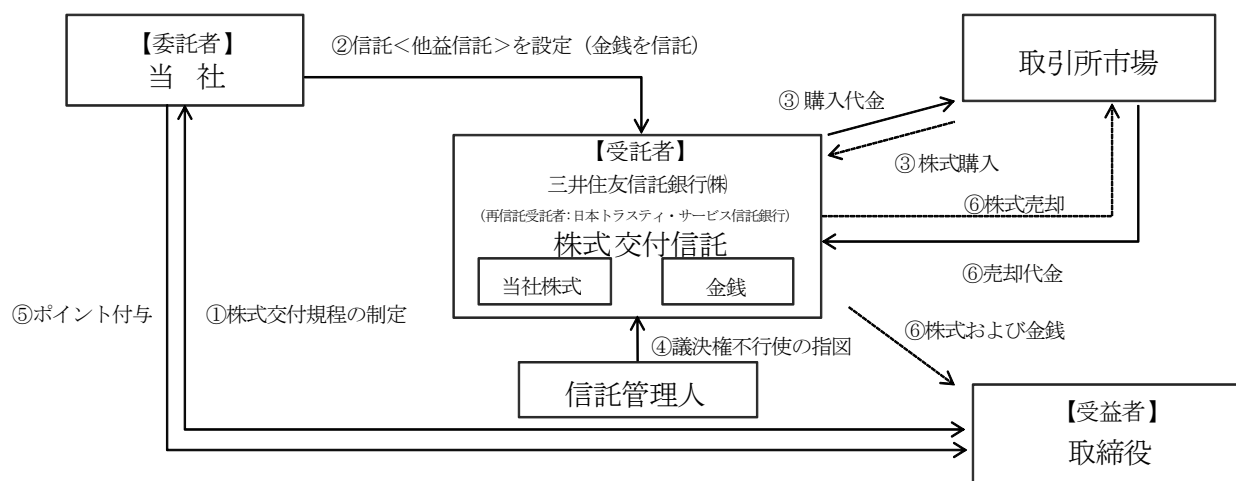 【委託者】
当 社
②信託＜他益信託＞を設定（金銭を信託）
取引所市場
③ 購入代金
③ 株式購入
【受託者】
三井住友信託銀行㈱
（再信託受託者：日本トラスティ・サービス信託銀行）
株式交付信託
当社株式
金銭
⑥株式売却
⑥売却代金
⑤ポイント付与
①株式交付規程の制定
④議決権不行使の指図
⑥株式および金銭
信託管理人
【受益者】
取締役